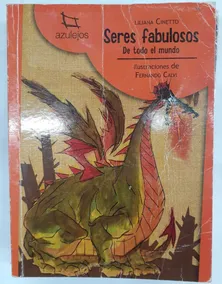 azulejos
LILIANA CINETTO
Seres fabulosos
De todo el mundo
Ilustraciones de
FERNANDO CALVI